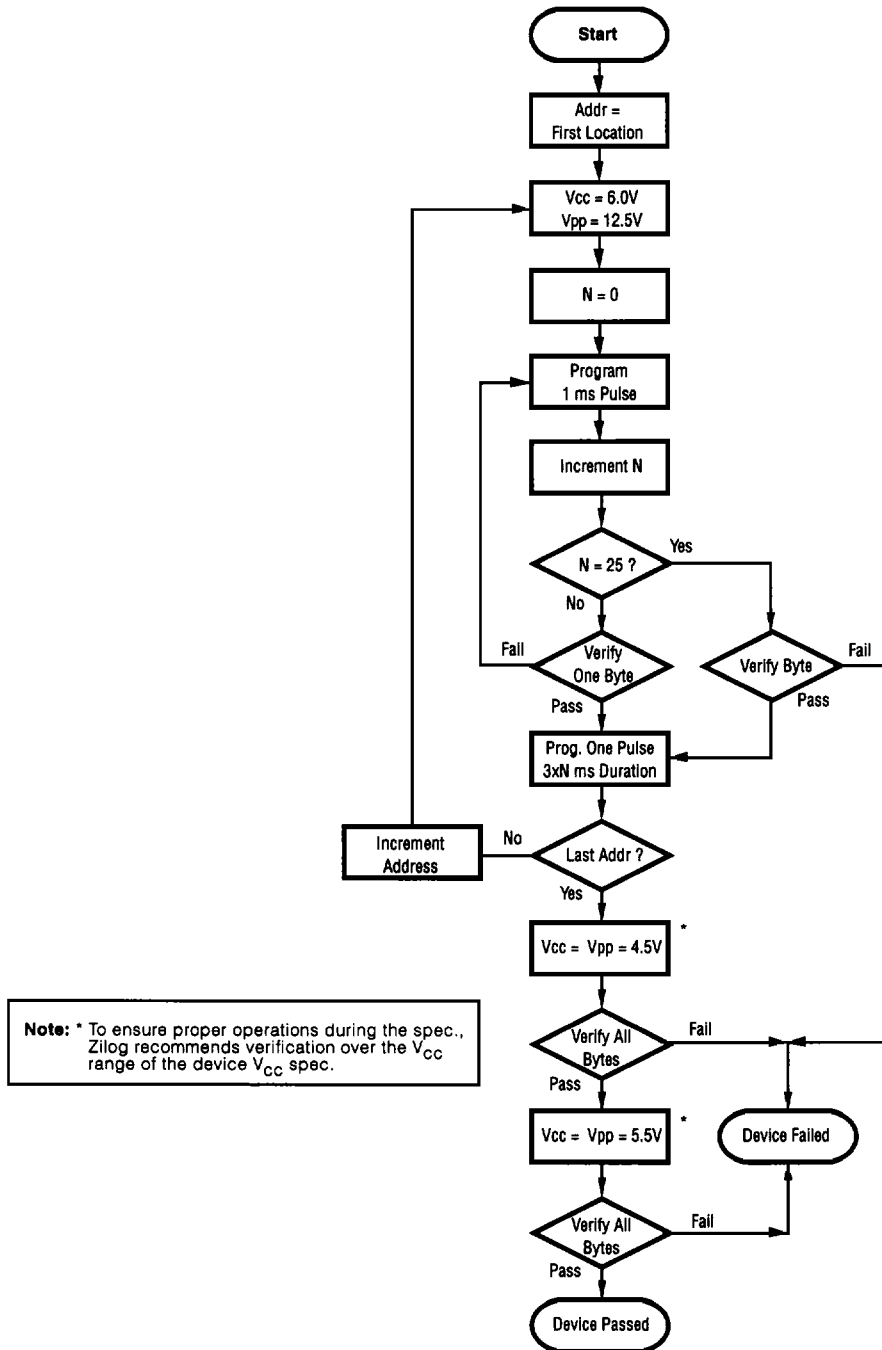 Start
Addr =
First Location
Vcc = 6.0V
Vpp = 12.5V
N = 0
Program
1 ms Pulse
Increment N
N = 25 ?
Yes
No
Fail
Verify
One Byte
Verify Byte
Fail
Pass
Pass
Prog. One Pulse
3xN ms Duration
Increment
Address
No
Last Addr ?
Yes
Vcc = Vpp = 4.5V
*
Note: * To ensure proper operations during the spec.,
Zilog recommends verification over the VCC
range of the device VCC spec.
Verify All
Bytes
Fail
Pass
Vcc = Vpp = 5.5V
*
Device Failed
Verify All
Bytes
Fail
Pass
Device Passed